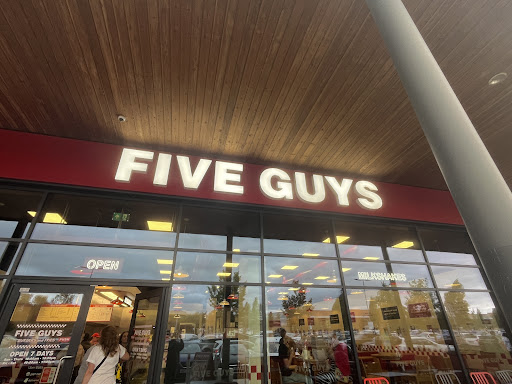 FIVE GUYS
OPEN
MILKSHAKES
FIVE GUYS
OPEN 7 DAYS